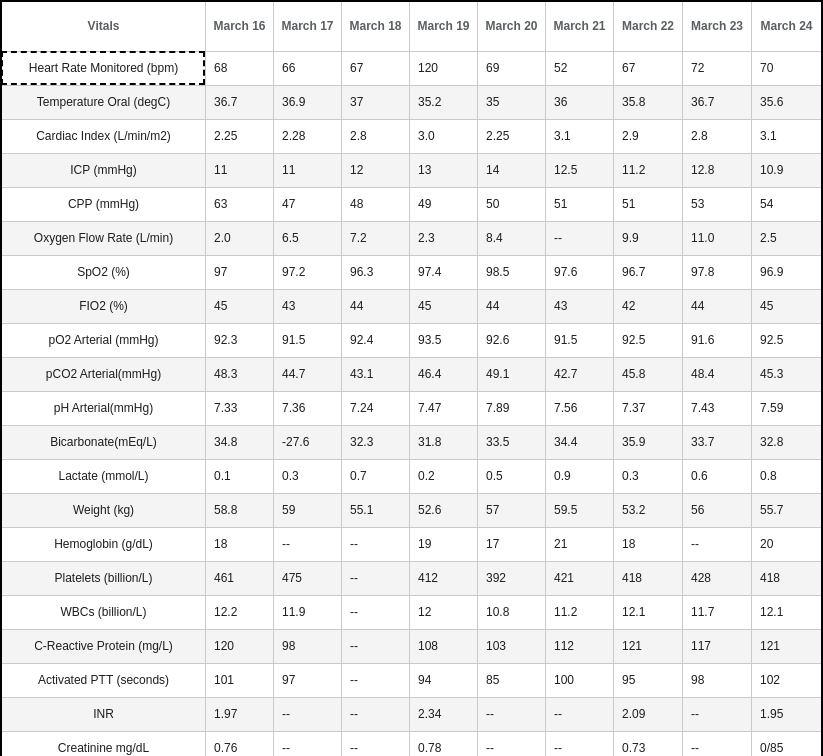 Vitals March 16 March 17 March 18 March 19 March 20 March 21 March 22 March 23 March 24
Heart Rate Monitored (bpm) 68 66 67 120 69 52 67 72 70
Temperature Oral (degC) 36.7 36.9 37 35.2 35 36 35.8 36.7 35.6
Cardiac Index (L/min/m2) 2.25 2.28 2.8 3.0 2.25 3.1 2.9 2.8 3.1
ICP (mmHg) 11 11 12 13 14 12.5 11.2 12.8 10.9
CPP (mmHg) 63 47 48 49 50 51 51 53 54
Oxygen Flow Rate (L/min) 2.0 6.5 7.2 2.3 8.4 -- 9.9 11.0 2.5
SpO2 (%) 97 97.2 96.3 97.4 98.5 97.6 96.7 97.8 96.9
FIO2 (%) 45 43 44 45 44 43 42 44 45
pO2 Arterial (mmHg) 92.3 91.5 92.4 93.5 92.6 91.5 92.5 91.6 92.5
pCO2 Arterial(mmHg) 48.3 44.7 43.1 46.4 49.1 42.7 45.8 48.4 45.3
pH Arterial(mmHg) 7.33 7.36 7.24 7.47 7.89 7.56 7.37 7.43 7.59
Bicarbonate(mEq/L) 34.8 -27.6 32.3 31.8 33.5 34.4 35.9 33.7 32.8
Lactate (mmol/L) 0.1 0.3 0.7 0.2 0.5 0.9 0.3 0.6 0.8
Weight (kg) 58.8 59 55.1 52.6 57 59.5 53.2 56 55.7
Hemoglobin (g/dL) 18 -- -- 19 17 21 18 -- 20
Platelets (billion/L) 461 475 -- 412 392 421 418 428 418
WBCs (billion/L) 12.2 11.9 -- 12 10.8 11.2 12.1 11.7 12.1
C-Reactive Protein (mg/L) 120 98 -- 108 103 112 121 117 121
Activated PTT (seconds) 101 97 -- 94 85 100 95 98 102
INR 1.97 -- -- 2.34 -- -- 2.09 -- 1.95
Creatinine mg/dL 0.76 -- -- 0.78 -- -- 0.73 -- 0/85